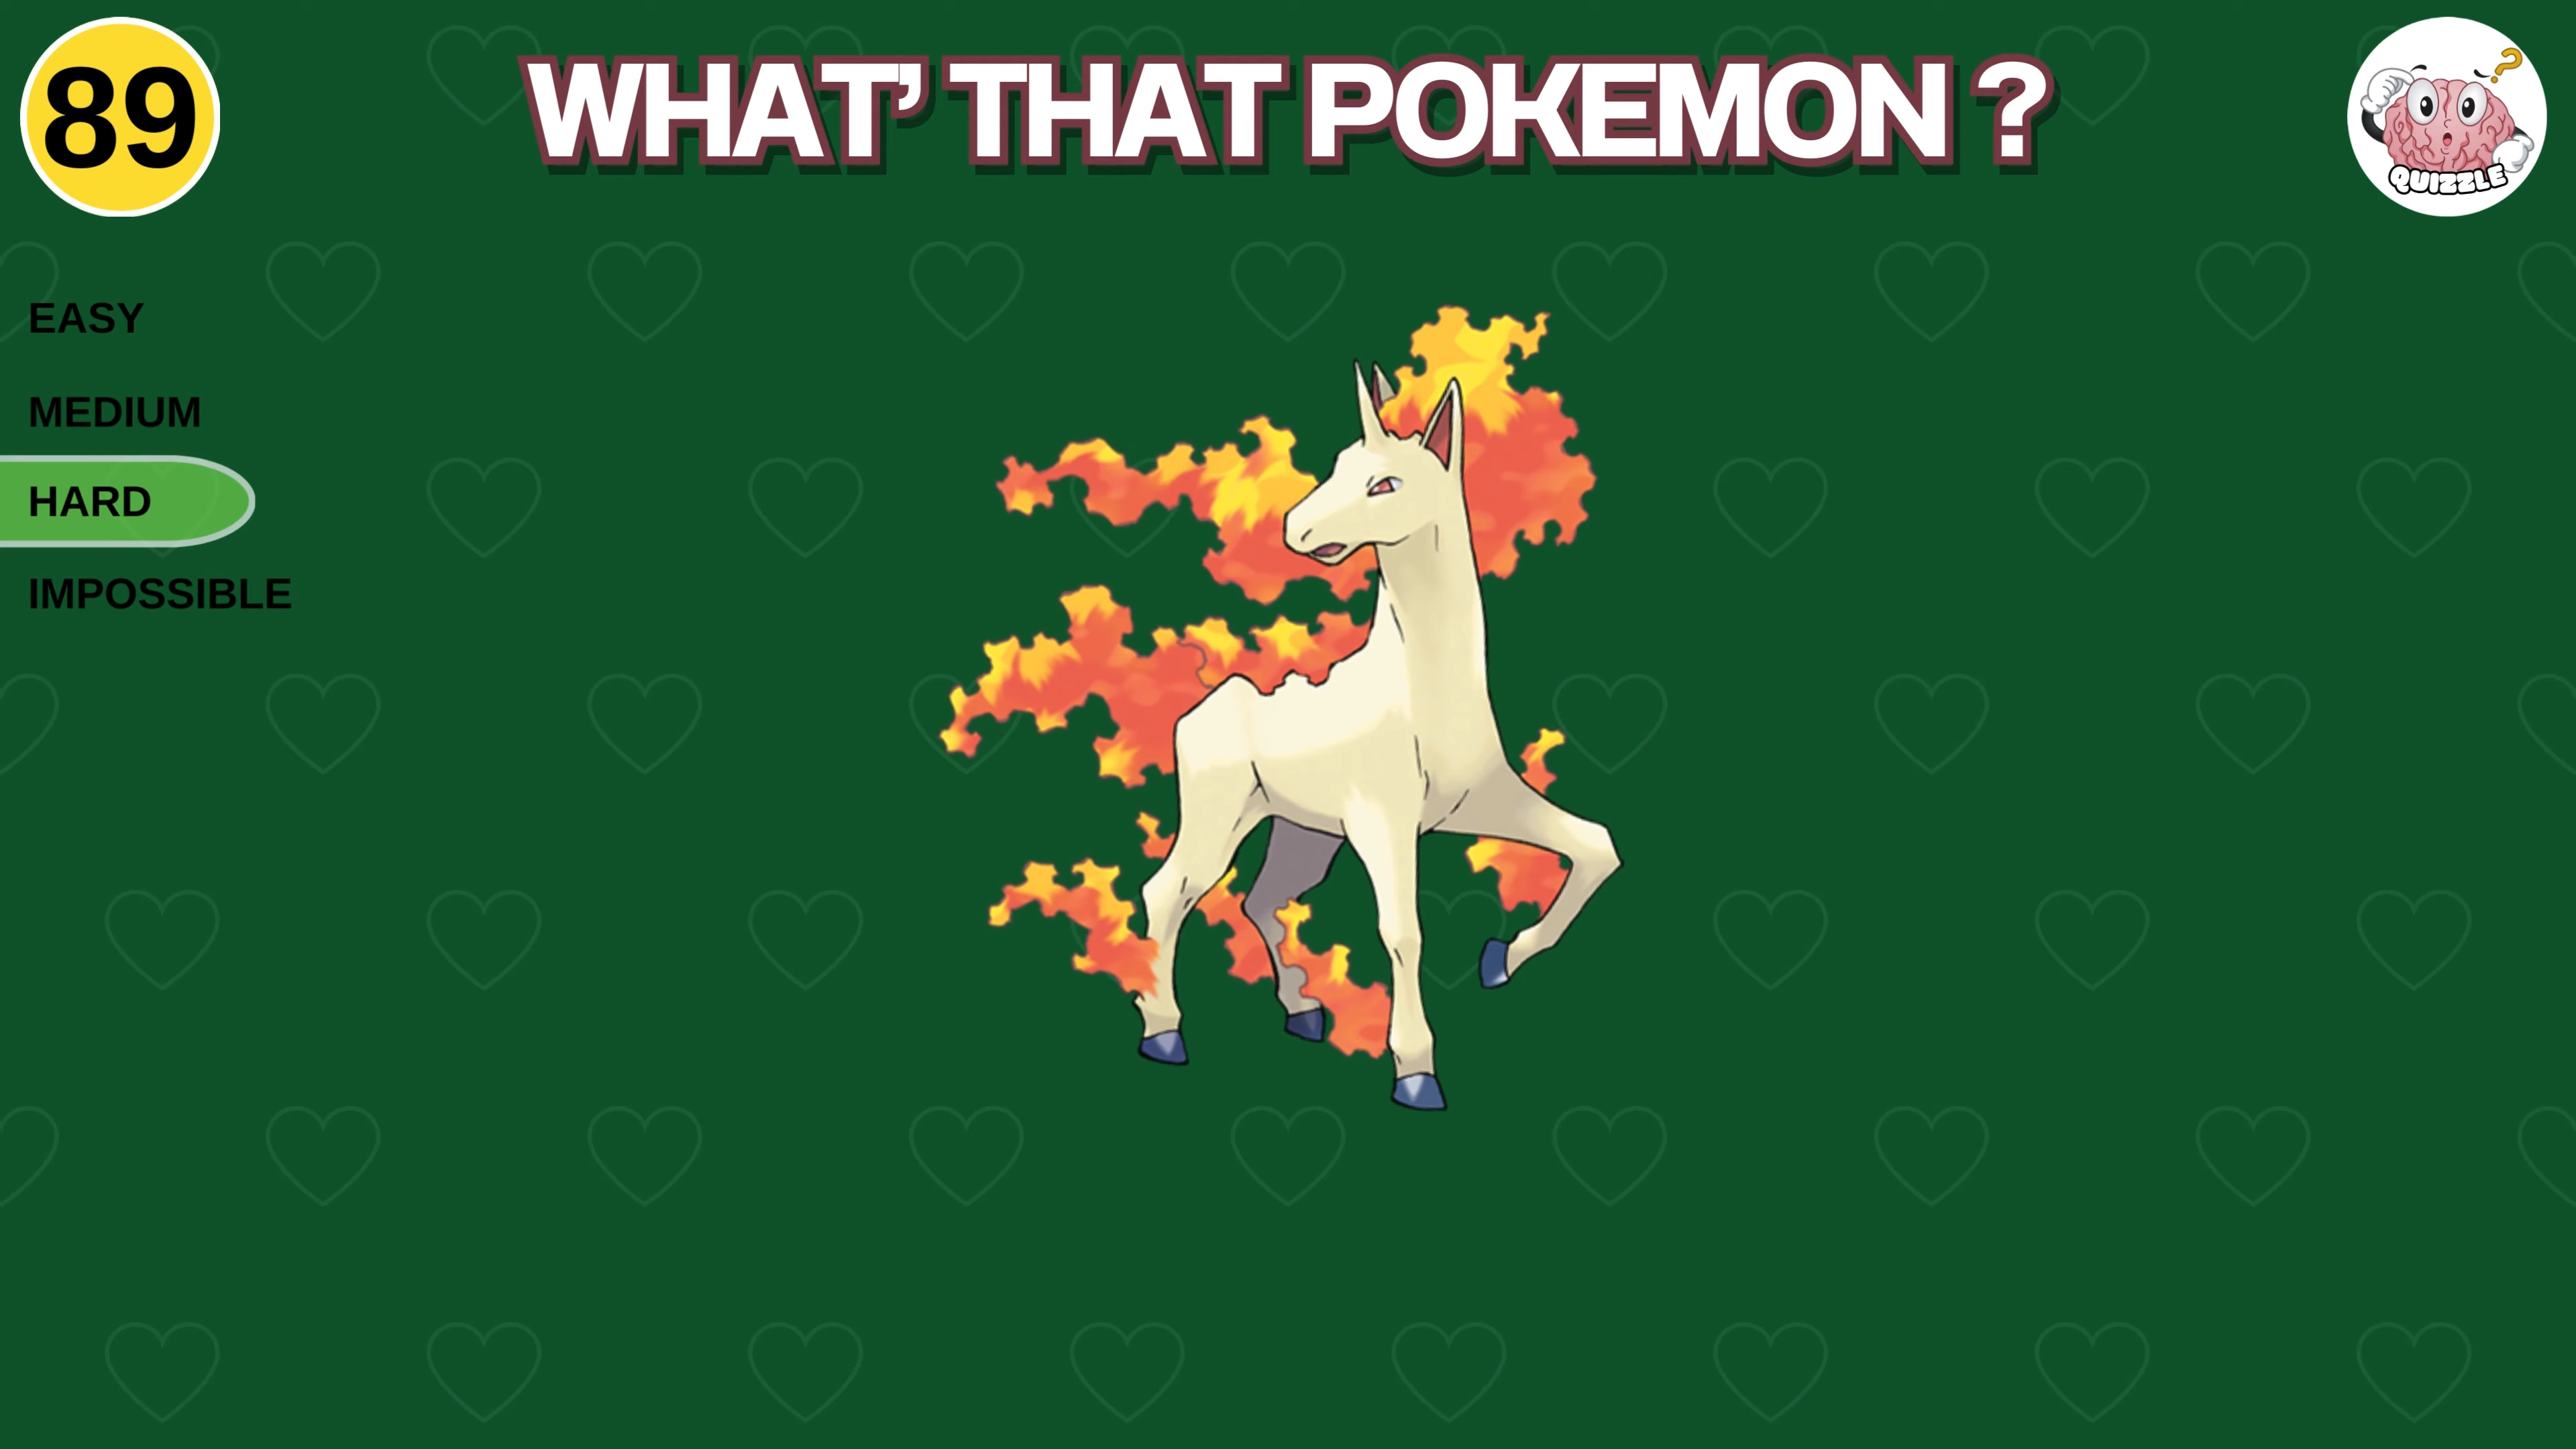 89
WHAT’ THAT POKEMON ?
?
QUIZZLE
EASY
MEDIUM
HARD
IMPOSSIBLE